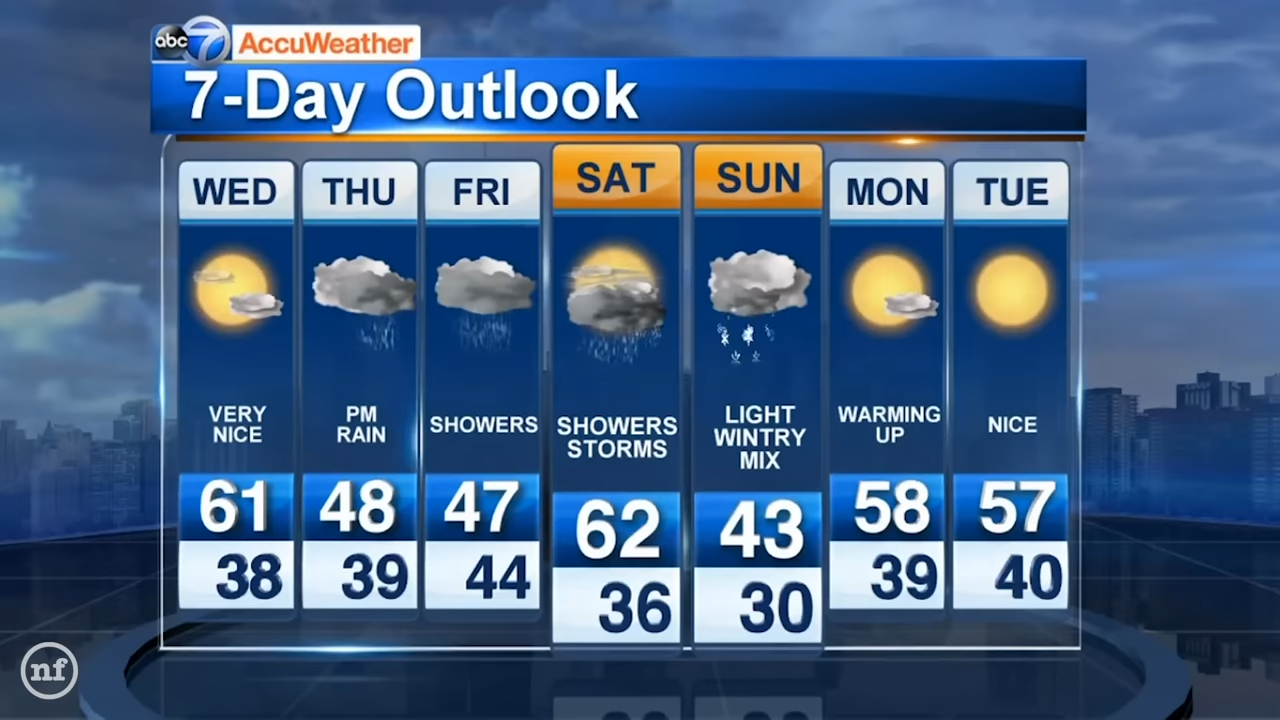 abc 7 AccuWeather
7-Day Outlook
WED THU FRI SAT SUN MON TUE
VERY
NICE
PM
RAIN
SHOWERS
SHOWERS
STORMS
LIGHT
WINTRY
MIX
WARMING
UP
NICE
61 48 47 62 43 58 57
38 39 44 36 30 39 40
nf